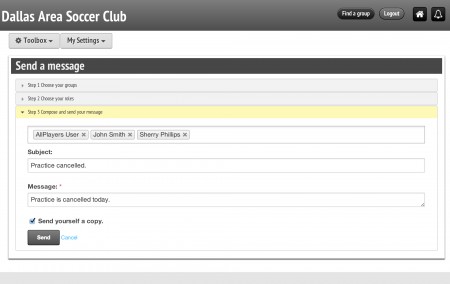 Dallas Area Soccer Club
Find a group Logout
Toolbox My Settings
Send a message
Step 1 Choose your groups
Step 2 Choose your roles
Step 3 Compose and send your message
AllPlayers User × John Smith × Sherry Phillips ×
Subject:
Practice cancelled.
Message: *
Practice is cancelled today.
Send yourself a copy.
Send Cancel